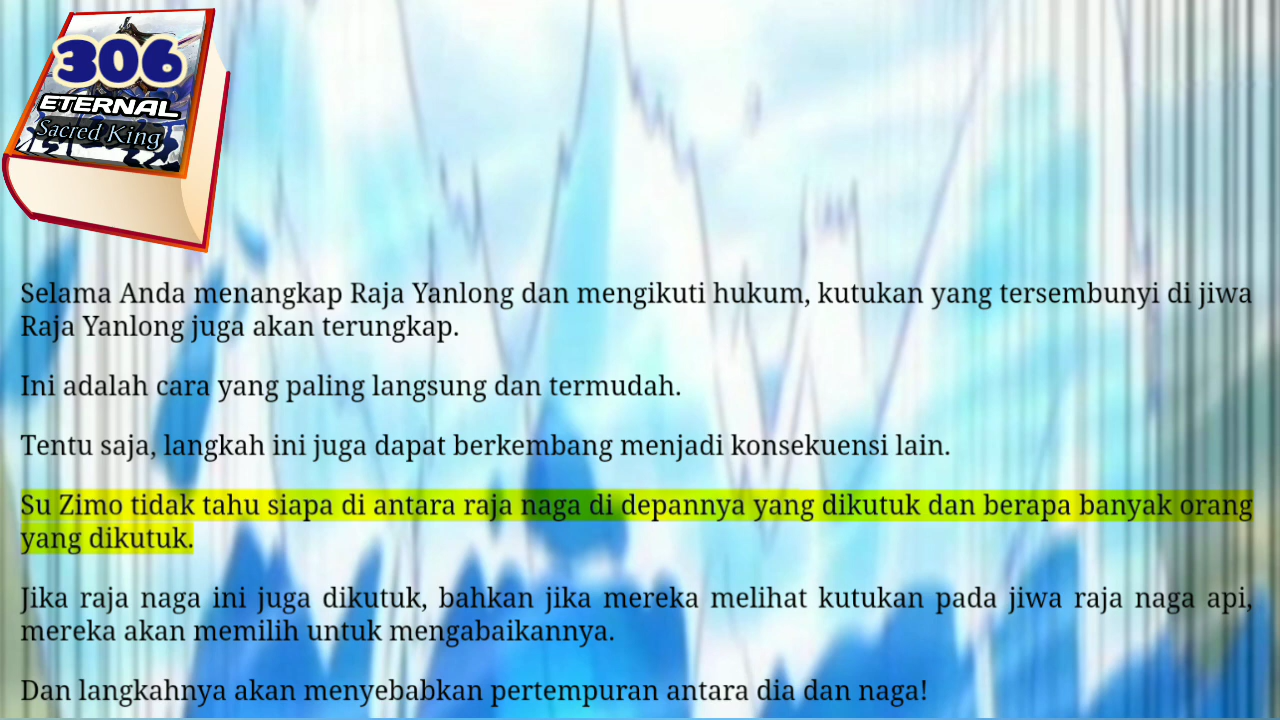 306
ETERNAL
Sacred King
Selama Anda menangkap Raja Yanlong dan mengikuti hukum, kutukan yang tersembunyi di jiwa
Raja Yanlong juga akan terungkap.
Ini adalah cara yang paling langsung dan termudah.
Tentu saja, langkah ini juga dapat berkembang menjadi konsekuensi lain.
Su Zimo tidak tahu siapa di antara raja naga di depannya yang dikutuk dan berapa banyak orang
yang dikutuk.
Jika raja naga ini juga dikutuk, bahkan jika mereka melihat kutukan pada jiwa raja naga api,
mereka akan memilih untuk mengabaikannya.
Dan langkahnya akan menyebabkan pertempuran antara dia dan naga!